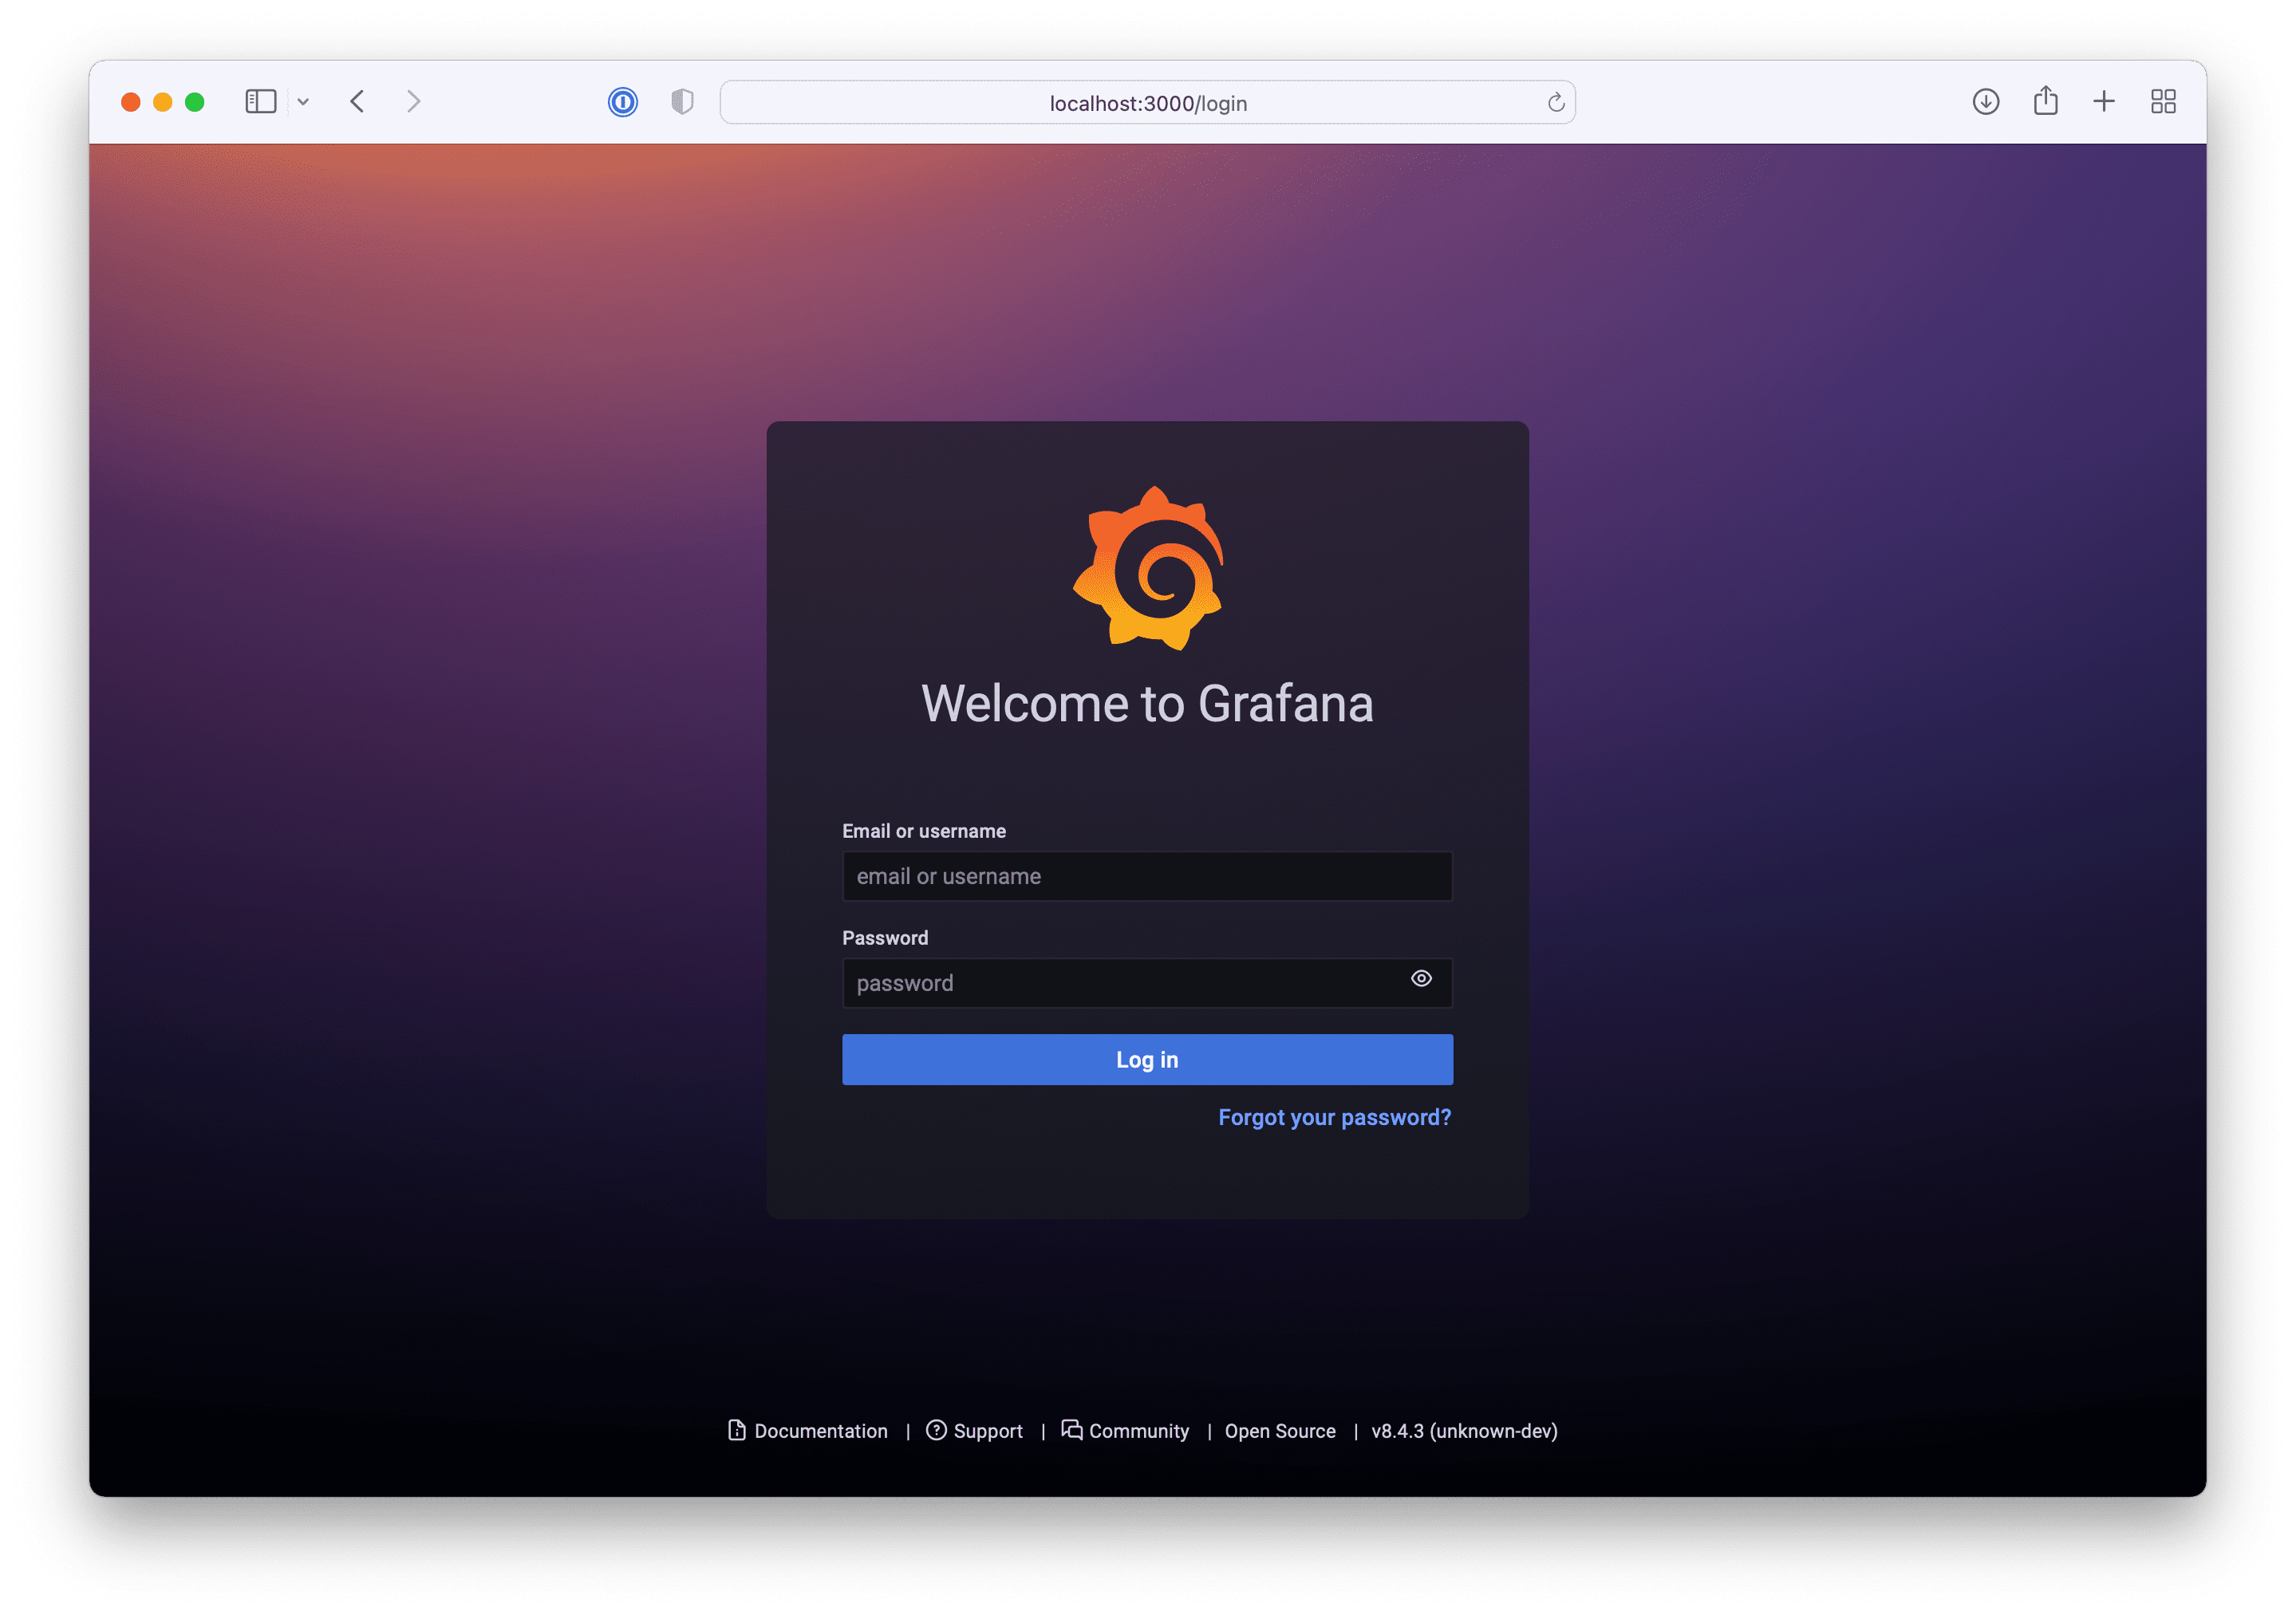 localhost:3000/login
Welcome to Grafana
Email or username
email or username
Password
password
Log in
Forgot your password?
Documentation | Support | Community | Open Source | v8.4.3 (unknown-dev)